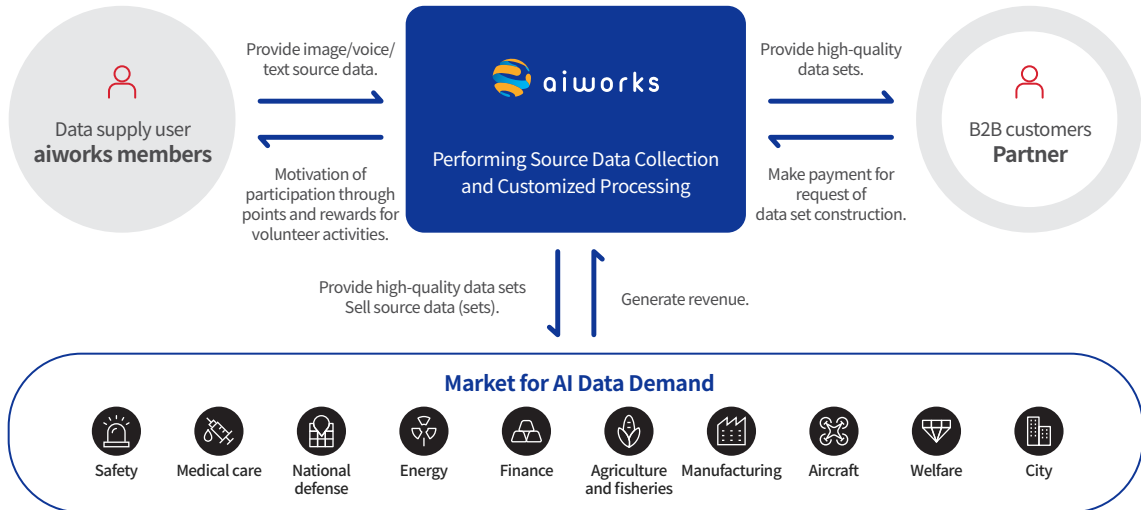 Provide image/voice/
text source data.
Data supply user
aiworks members
Motivation of
participation through
points and rewards for
volunteer activities.
aiworks
Performing Source Data Collection
and Customized Processing
Provide high-quality
data sets.
Make payment for
request of
data set construction.
B2B customers
Partner
Provide high-quality data sets
Sell source data (sets).
Generate revenue.
Market for AI Data Demand
Safety
Medical care
National
defense
Energy
Finance
Agriculture
and fisheries
Manufacturing
Aircraft
Welfare
City